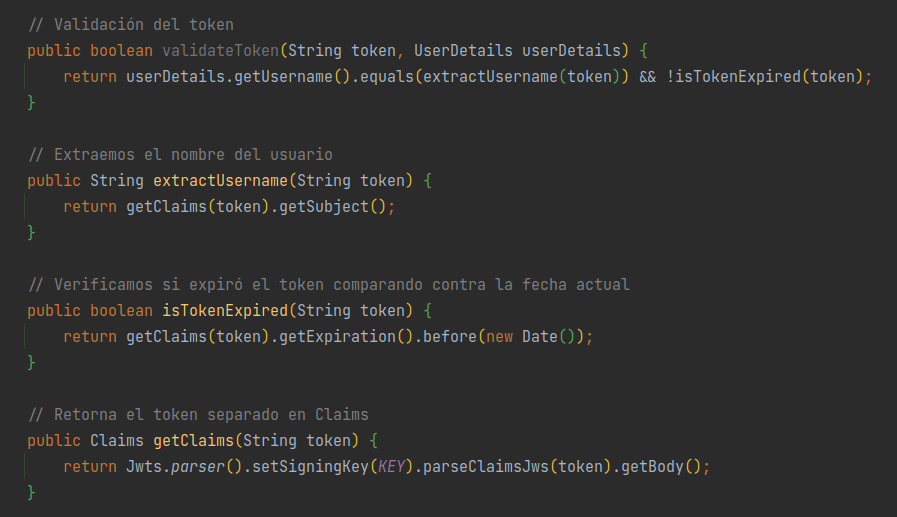 // Validación del token
public boolean validateToken(String token, UserDetails userDetails) {
return userDetails.getUsername().equals(extractUsername(token)) && !isTokenExpired(token);
}
// Extraemos el nombre del usuario
public String extractUsername(String token) {
return getClaims(token).getSubject();
}
// Verificamos si expiró el token comparando contra la fecha actual
public boolean isTokenExpired(String token) {
return getClaims(token).getExpiration().before(new Date());
}
// Retorna el token separado en Claims
public Claims getClaims(String token) {
return Jwts.parser().setSigningKey(KEY).parseClaimsJws(token).getBody();
}